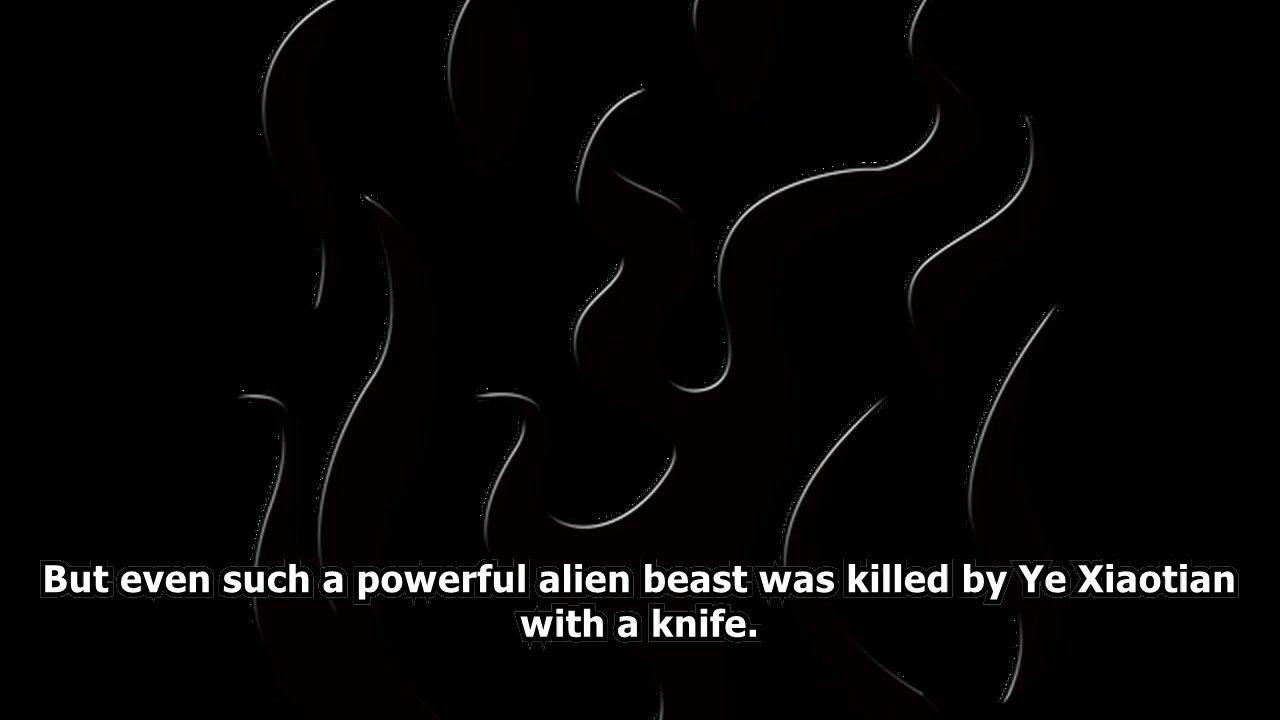 But even such a powerful alien beast was killed by Ye Xiaotian
with a knife.